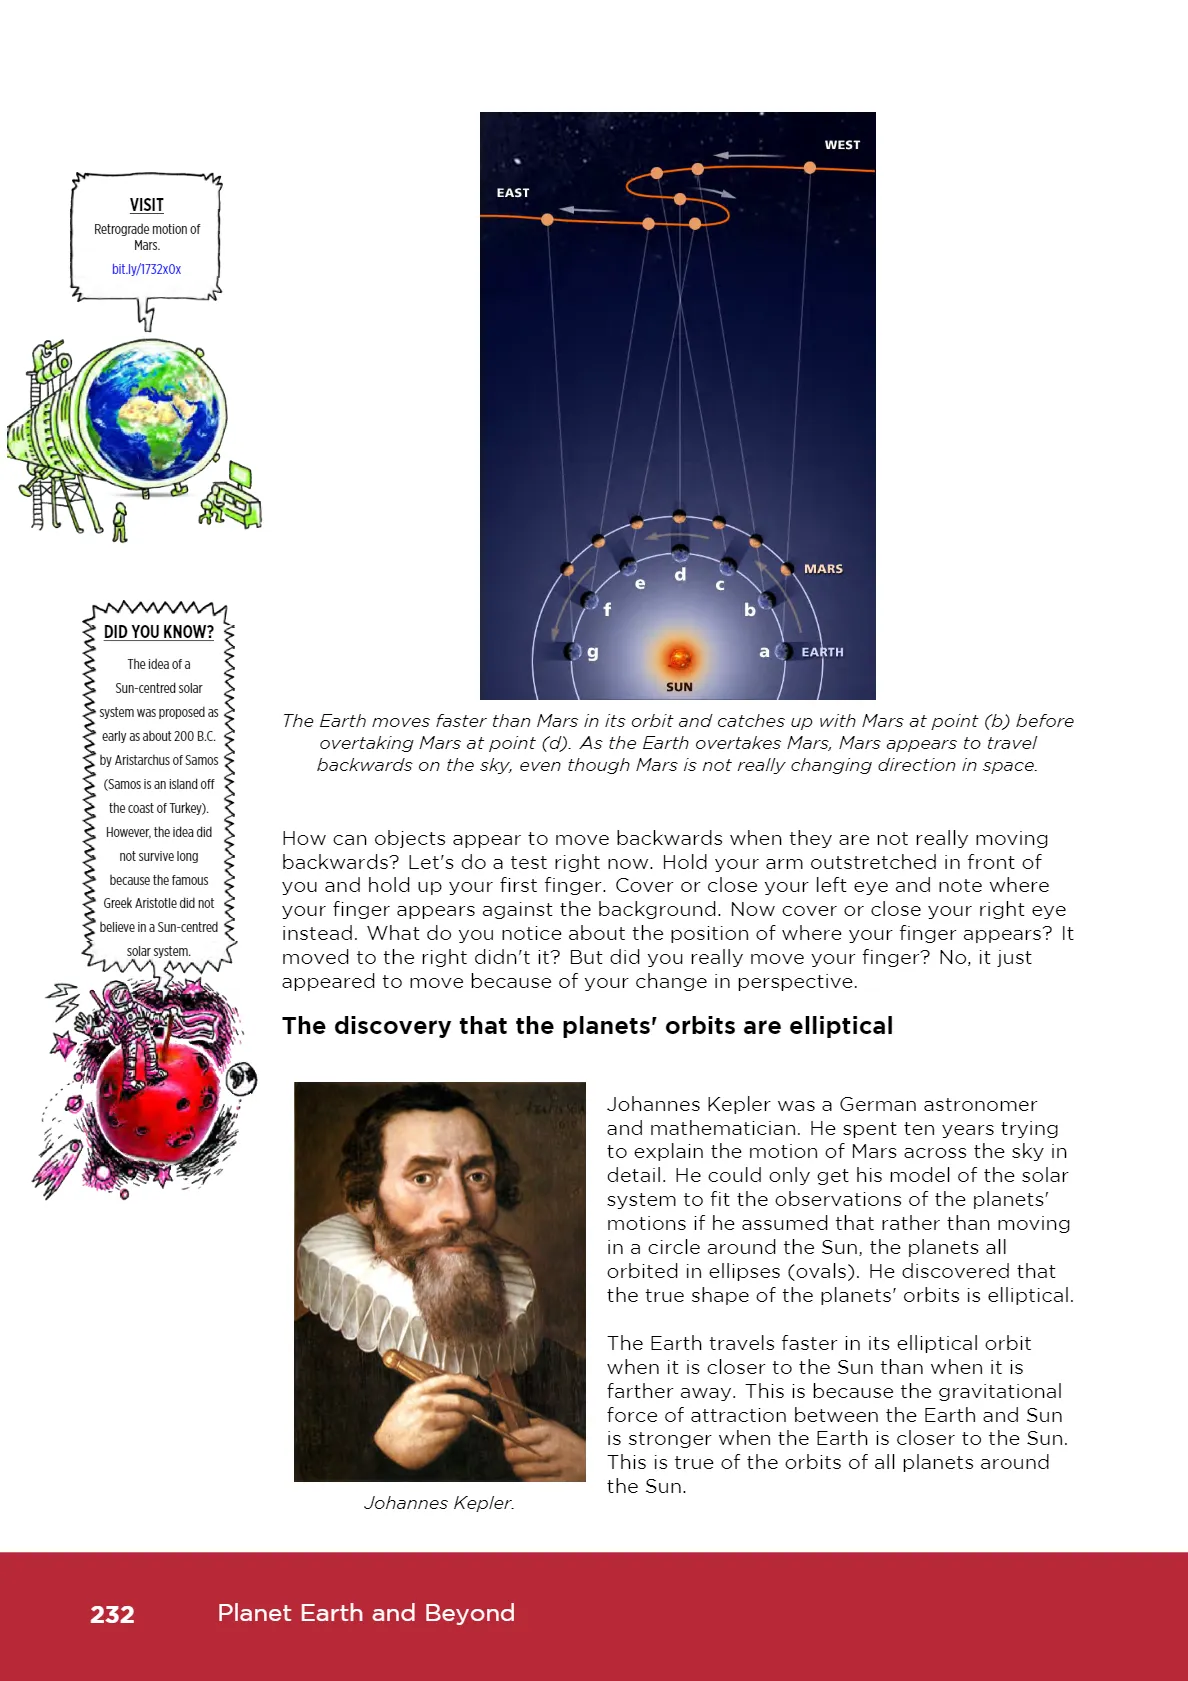 VISIT
Retrograde motion of
Mars.
bit.ly/1732x0x
DID YOU KNOW?
The idea of a
Sun-centred solar
system was proposed as
early as about 200 B.C.
by Aristarchus of Samos
(Samos is an island off
the coast of Turkey).
However, the idea did
not survive long
because the famous
Greek Aristotle did not
believe in a Sun-centred
solar system.
WEST
EAST
MARS
e
d
c
f
b
g
a
EARTH
SUN
The Earth moves faster than Mars in its orbit and catches up with Mars at point (b) before
overtaking Mars at point (d). As the Earth overtakes Mars, Mars appears to travel
backwards on the sky, even though Mars is not really changing direction in space.
How can objects appear to move backwards when they are not really moving
backwards? Let's do a test right now. Hold your arm outstretched in front of
you and hold up your first finger. Cover or close your left eye and note where
your finger appears against the background. Now cover or close your right eye
instead. What do you notice about the position of where your finger appears? It
moved to the right didn't it? But did you really move your finger? No, it just
appeared to move because of your change in perspective.
The discovery that the planets' orbits are elliptical
Johannes Kepler was a German astronomer
and mathematician. He spent ten years trying
to explain the motion of Mars across the sky in
detail. He could only get his model of the solar
system to fit the observations of the planets'
motions if he assumed that rather than moving
in a circle around the Sun, the planets all
orbited in ellipses (ovals). He discovered that
the true shape of the planets' orbits is elliptical.
The Earth travels faster in its elliptical orbit
when it is closer to the Sun than when it is
farther away. This is because the gravitational
force of attraction between the Earth and Sun
is stronger when the Earth is closer to the Sun.
This is true of the orbits of all planets around
the Sun.
Johannes Kepler.
232
Planet Earth and Beyond